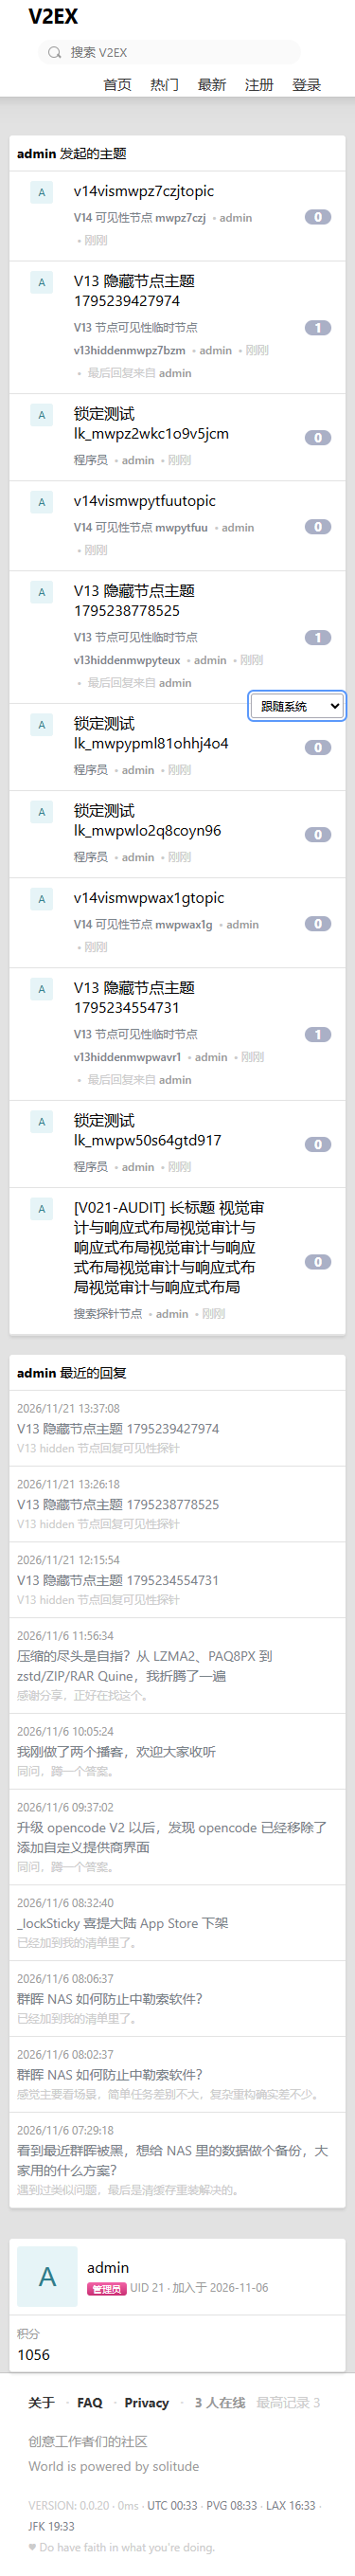 V2EX
搜索 V2EX
首页 热门 最新 注册 登录
admin 发起的主题
A
v14vismwpz7czjtopic
V14 可见性节点 mwpz7czj • admin
• 刚刚
0
A
V13 隐藏节点主题
1795239427974
V13 节点可见性临时节点
v13hiddenmwpz7bzm • admin • 刚刚
• 最后回复来自 admin
1
A
锁定测试
lk_mwpz2wkc1o9v5jcm
程序员 • admin • 刚刚
0
A
v14vismwpytfuutopic
V14 可见性节点 mwpytfuu • admin
• 刚刚
0
A
V13 隐藏节点主题
1795238778525
V13 节点可见性临时节点
v13hiddenmwpyteux • admin • 刚刚
• 最后回复来自 admin
1
跟随系统
A
锁定测试
lk_mwpypml81ohhj4o4
程序员 • admin • 刚刚
0
A
锁定测试
lk_mwpwlo2q8coyn96
程序员 • admin • 刚刚
0
A
v14vismwpwax1gtopic
V14 可见性节点 mwpwax1g • admin
• 刚刚
0
A
V13 隐藏节点主题
1795234554731
V13 节点可见性临时节点
v13hiddenmwpwavr1 • admin • 刚刚
• 最后回复来自 admin
1
A
锁定测试
lk_mwpw50s64gtd917
程序员 • admin • 刚刚
0
A
[V021-AUDIT] 长标题 视觉审
计与响应式布局视觉审计与
响应式布局视觉审计与响应
式布局视觉审计与响应式布
局视觉审计与响应式布局
搜索探针节点 • admin • 刚刚
0
admin 最近的回复
2026/11/21 13:37:08
V13 隐藏节点主题 1795239427974
V13 hidden 节点回复可见性探针
2026/11/21 13:26:18
V13 隐藏节点主题 1795238778525
V13 hidden 节点回复可见性探针
2026/11/21 12:15:54
V13 隐藏节点主题 1795234554731
V13 hidden 节点回复可见性探针
2026/11/6 11:56:34
压缩的尽头是自指？从 LZMA2、PAQ8PX 到
zstd/ZIP/RAR Quine，我折腾了一遍
感谢分享，正好在找这个。
2026/11/6 10:05:24
我刚做了两个播客，欢迎大家收听
同问，蹲一个答案。
2026/11/6 09:37:02
升级 opencode V2 以后，发现 opencode 已经移除了
添加自定义提供商界面
同问，蹲一个答案。
2026/11/6 08:32:40
_lockSticky 喜提大陆 App Store 下架
已经加到我的清单里了。
2026/11/6 08:06:37
群晖 NAS 如何防止中勒索软件？
已经加到我的清单里了。
2026/11/6 08:02:37
群晖 NAS 如何防止中勒索软件？
感觉主要看场景，简单任务差别不大，复杂重构确实差不少。
2026/11/6 07:29:18
看到最近群晖被黑，想给 NAS 里的数据做个备份，大
家用的什么方案？
遇到过类似问题，最后是清缓存重装解决的。
A
admin
管理员 UID 21 · 加入于 2026-11-06
积分
1056
关于 • FAQ • Privacy • 3 人在线 最高记录 3
创意工作者们的社区
World is powered by solitude
VERSION: 0.0.20 · 0ms · UTC 00:33 · PVG 08:33 · LAX 16:33 ·
JFK 19:33
♥ Do have faith in what you're doing.